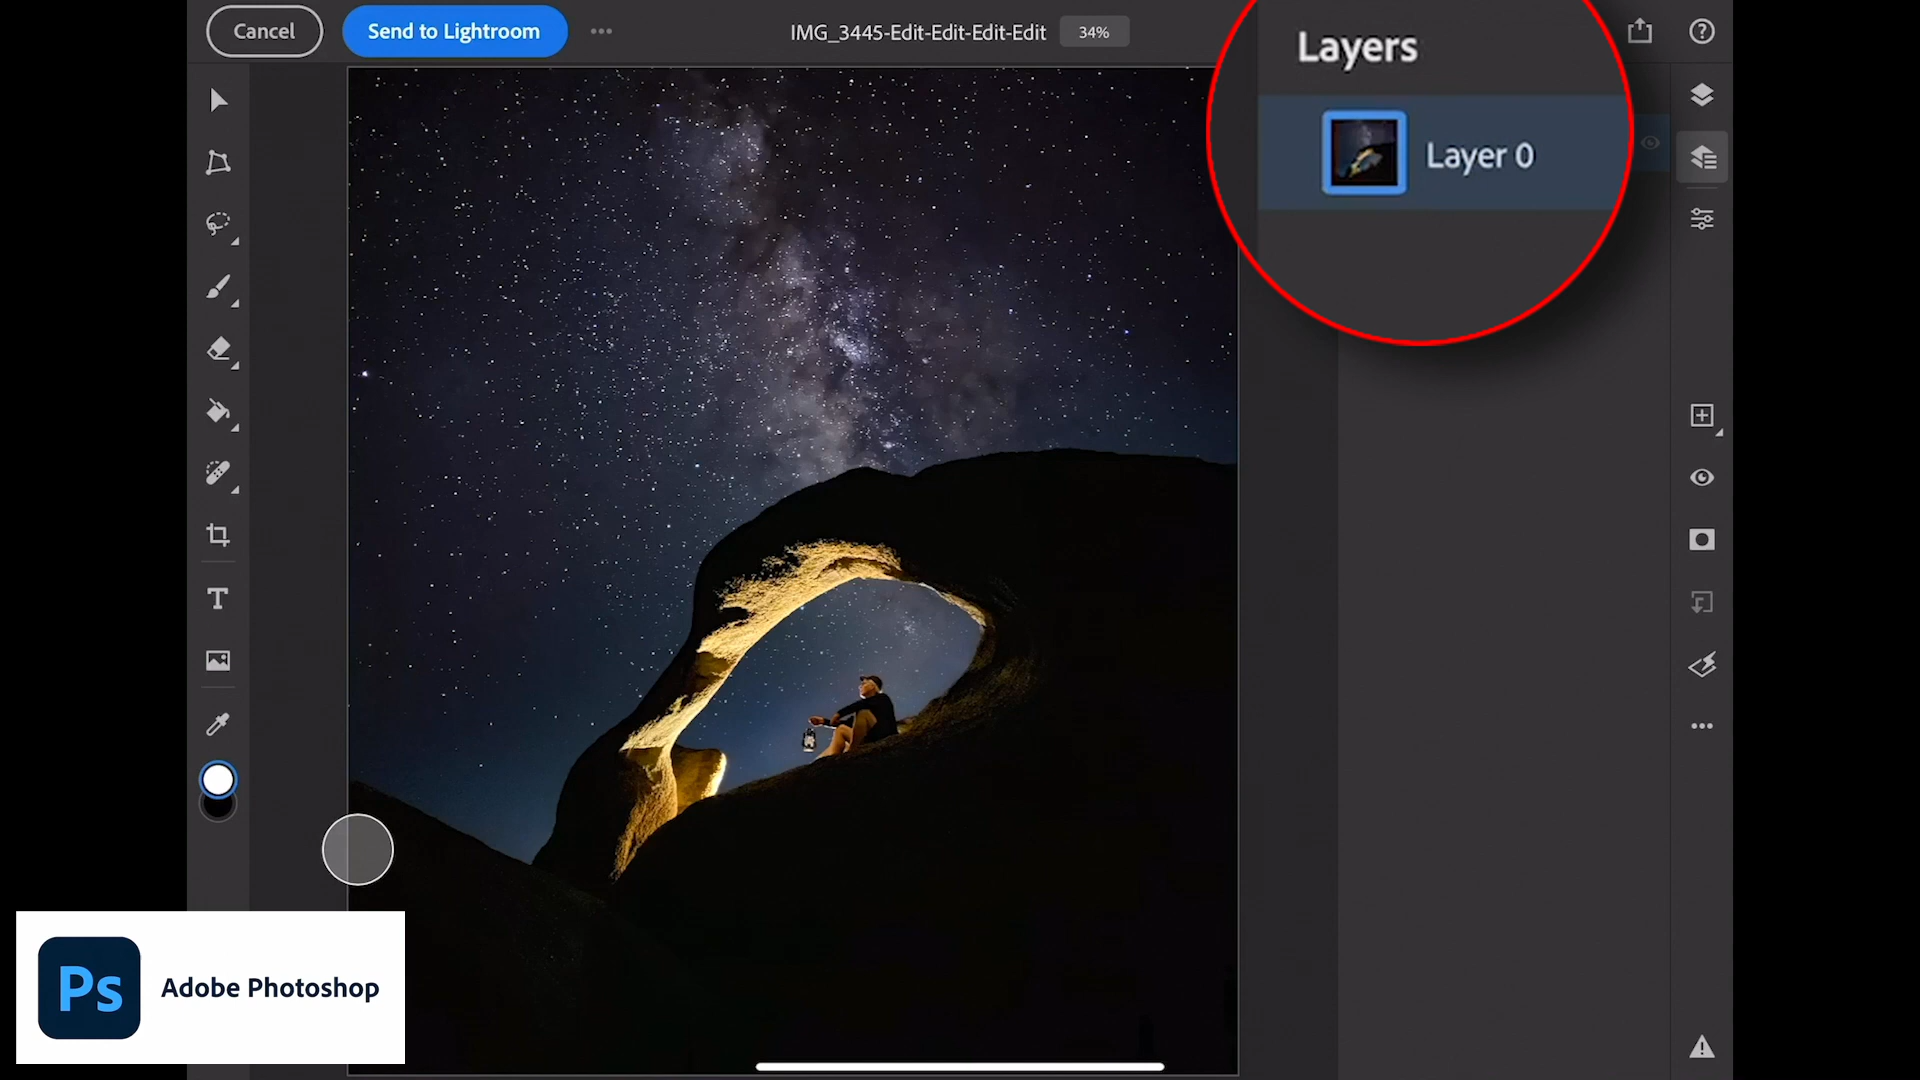 Cancel
Send to Lightroom
IMG_3445-Edit-Edit-Edit-Edit
34%
Layers
Layer 0
Ps
Adobe Photoshop